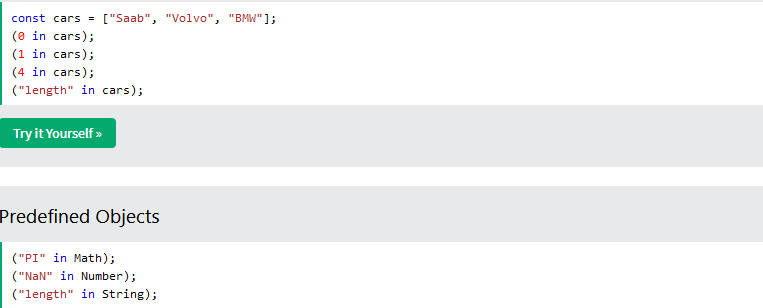 const cars = ["Saab", "Volvo", "BMW"];
(0 in cars);
(1 in cars);
(4 in cars);
("length" in cars);
Try it Yourself »
Predefined Objects
("PI" in Math);
("NaN" in Number);
("length" in String);